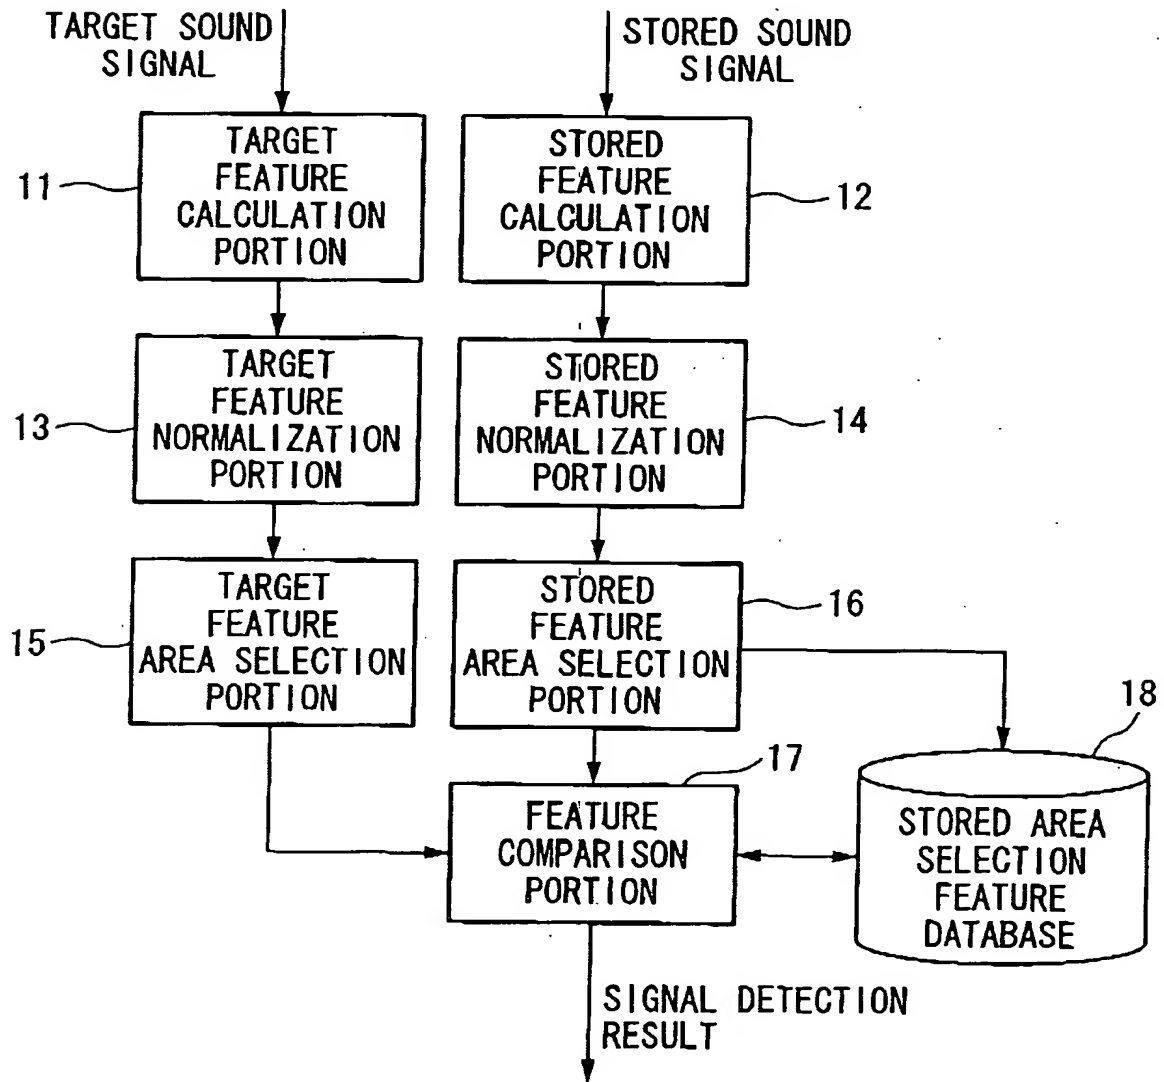 TARGET SOUND
SIGNAL
STORED SOUND
SIGNAL
TARGET
FEATURE
CALCULATION
PORTION
11
STORED
FEATURE
CALCULATION
PORTION
12
TARGET
FEATURE
NORMALIZATION
PORTION
13
STORED
FEATURE
NORMALIZATION
PORTION
14
TARGET
FEATURE
AREA SELECTION
PORTION
15
STORED
FEATURE
AREA SELECTION
PORTION
16
FEATURE
COMPARISON
PORTION
17
18
STORED AREA
SELECTION
FEATURE
DATABASE
SIGNAL DETECTION
RESULT